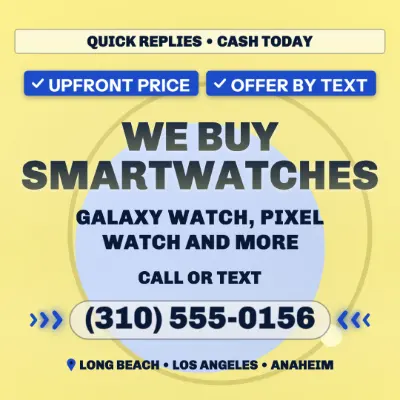 QUICK REPLIES • CASH TODAY
✓ UPFRONT PRICE ✓ OFFER BY TEXT
WE BUY
SMARTWATCHES
GALAXY WATCH, PIXEL
WATCH AND MORE
CALL OR TEXT
(310) 555-0156
LONG BEACH • LOS ANGELES • ANAHEIM